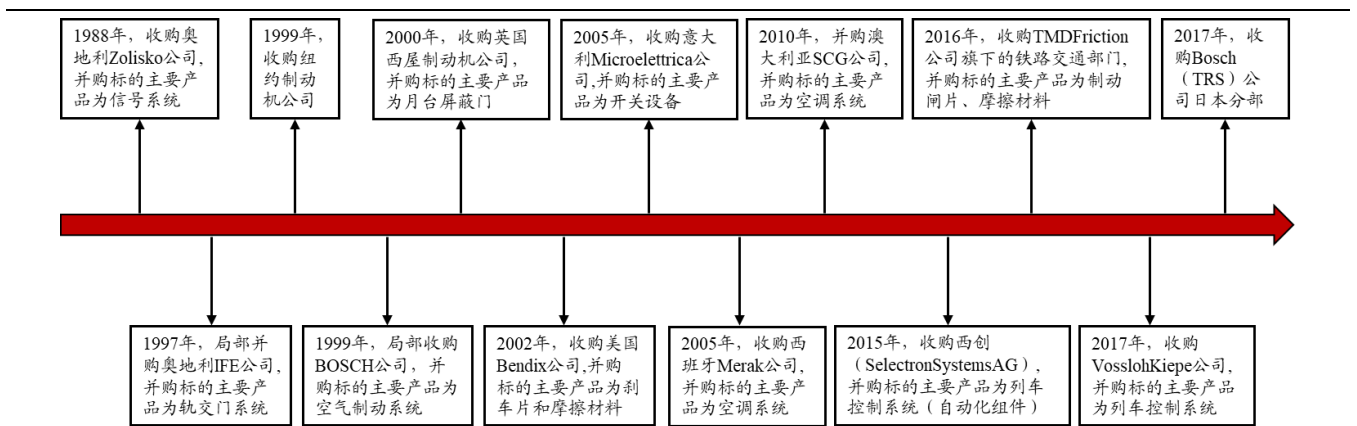 1988年，收购奥
地利Zolisko公司,
并购标的主要产
品为信号系统
1999年，
收购纽
约制动
机公司
2000年，收购英国
西屋制动机公司，
并购标的主要产品
为月台屏蔽门
2005年，收购意大
利Microelettrica公
司,并购标的主要产
品为开关设备
2010年，并购澳
大利亚SCG公司,
并购标的主要产
品为空调系统
2016年，收购TMDFriction
公司旗下的铁路交通部门，
并购标的主要产品为制动
闸片、摩擦材料
2017年，收
购Bosch
（TRS）公
司日本分部
1997年，局部并
购奥地利IFE公司,
并购标的主要产
品为轨交门系统
1999年，局部收购
BOSCH公司，并
购标的主要产品为
空气制动系统
2002年，收购美国
Bendix公司,并购
标的主要产品为刹
车片和摩擦材料
2005年，收购西
班牙Merak公司，
并购标的主要产
品为空调系统
2015年，收购西创
（SelectronSystemsAG）,
并购标的主要产品为列车
控制系统（自动化组件）
2017年，收购
VosslohKiepe公司，
并购标的主要产品
为列车控制系统